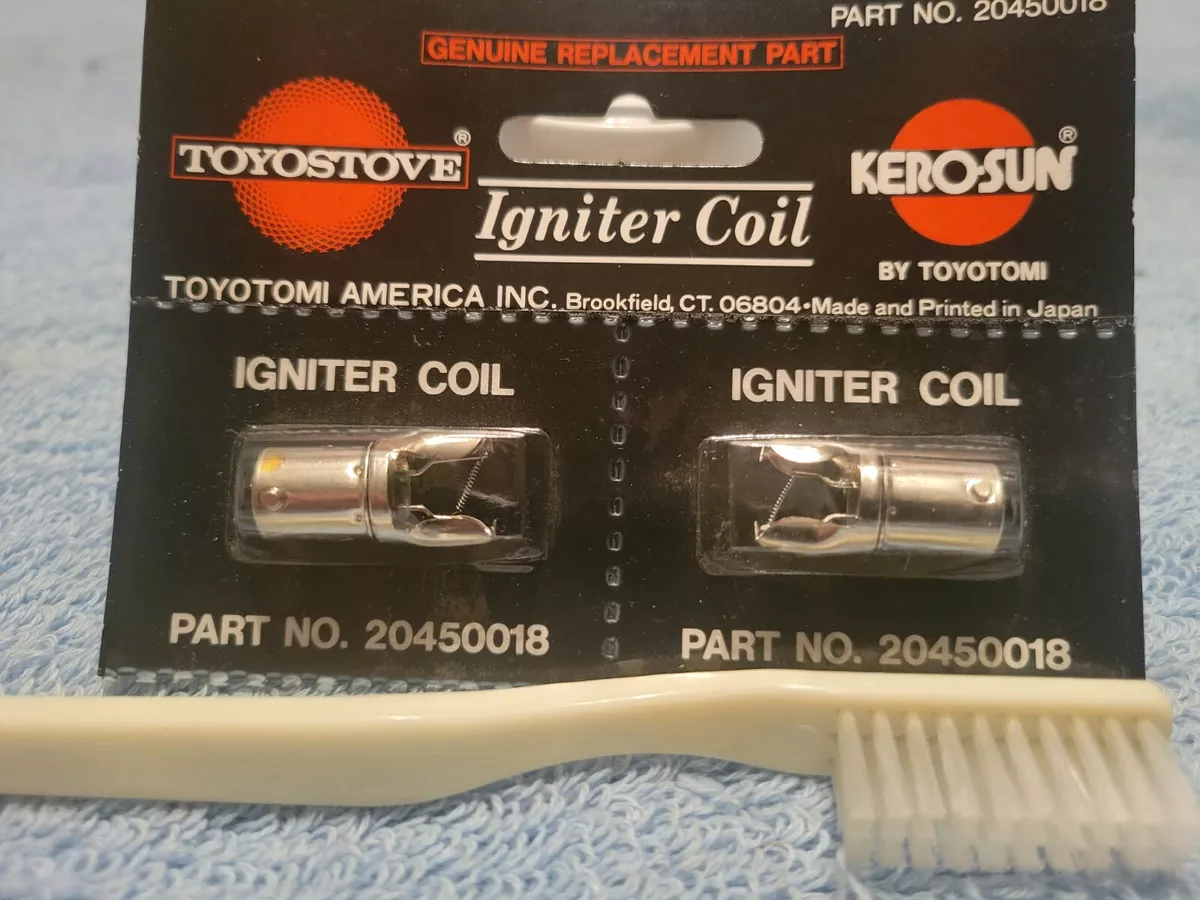 PART NO. 20450018
GENUINE REPLACEMENT PART
TOYOSTOVE®
Igniter Coil
KERO-SUN®
BY TOYOTOMI
TOYOTOMI AMERICA INC. Brookfield, CT. 06804•Made and Printed in Japan
IGNITER COIL
IGNITER COIL
PART NO. 20450018
PART NO. 20450018